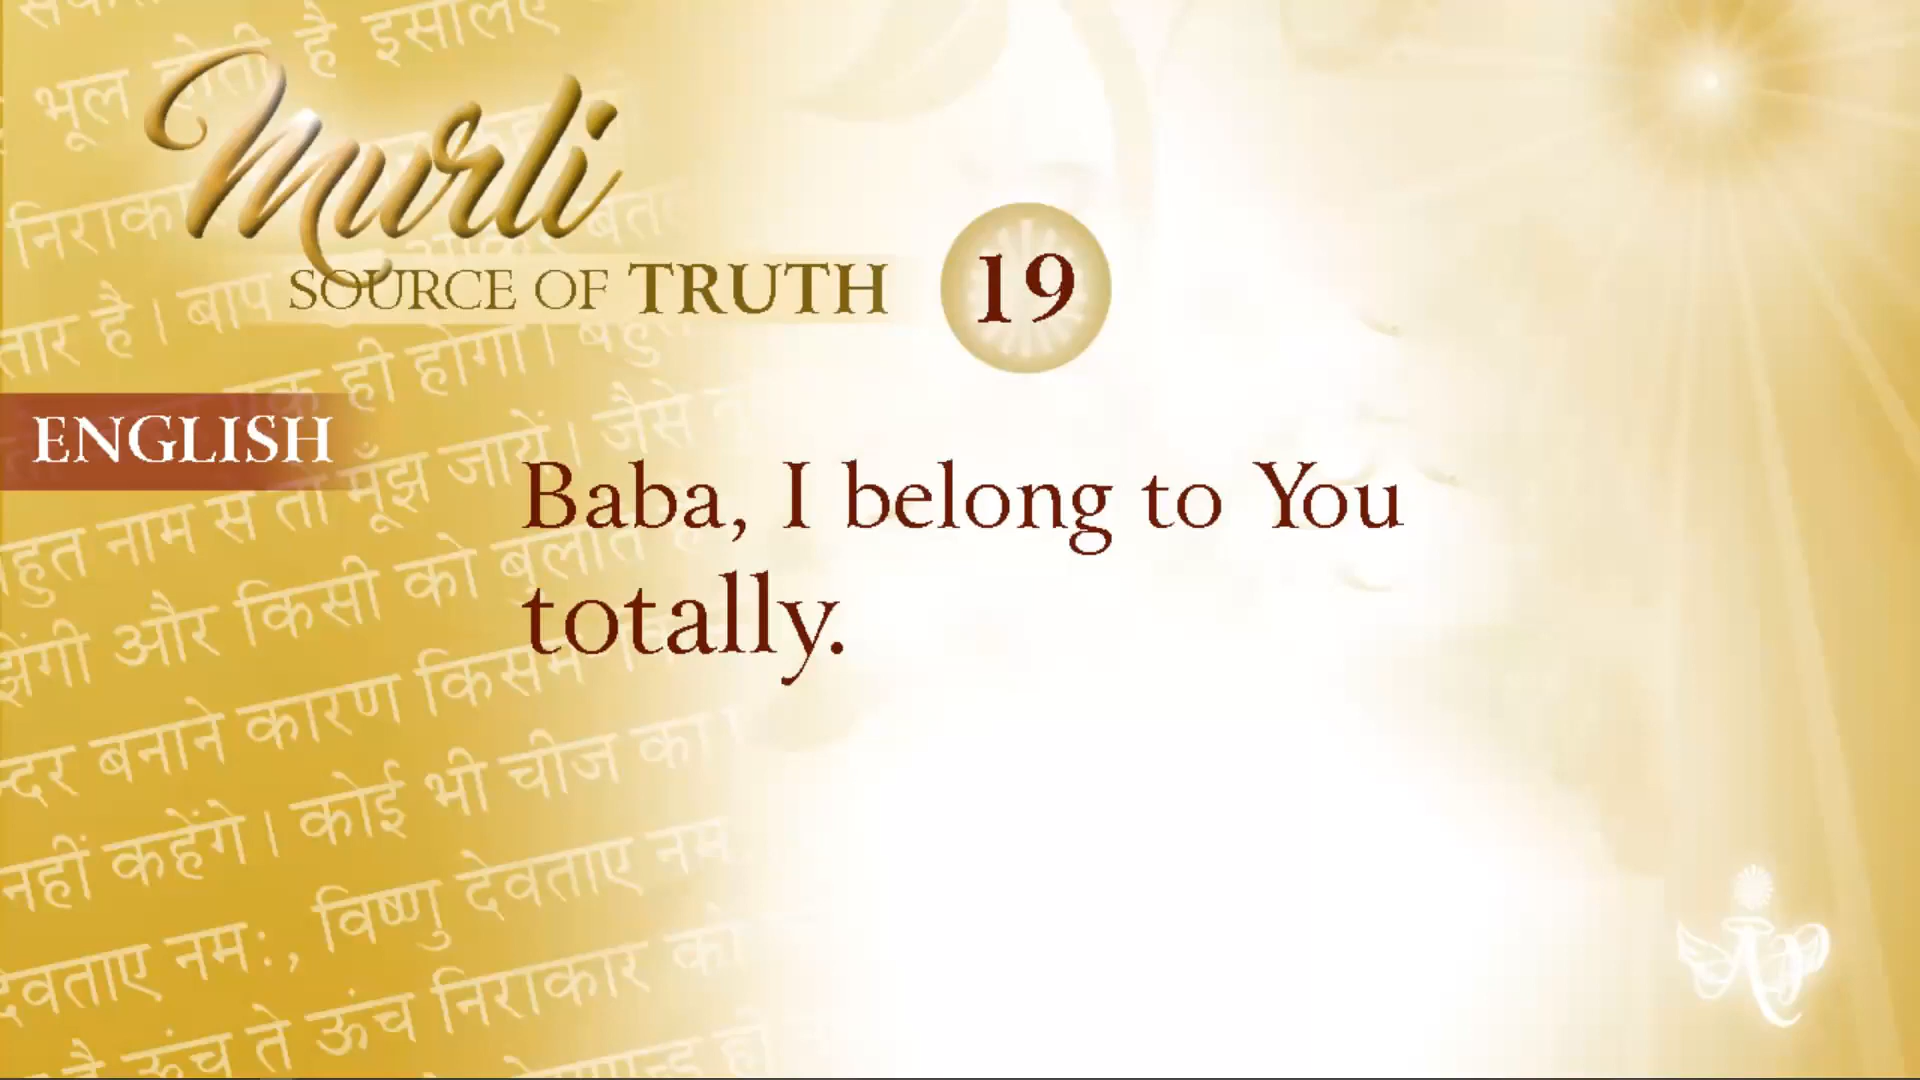 Murli
SOURCE OF TRUTH
19
ENGLISH
Baba, I belong to You
totally.
भूल होती है इसलिए
निराकार
तार है। बाप
ही होगा। बहुत
बहुत नाम से तो मूँझ जायें। जैसे
और किसी को बुलाते
बनाने कारण किसम
नहीं कहेंगे। कोई भी चीज का
देवताए नम:, विष्णु देवताए नम
है ऊंच ते ऊंच निराकार को